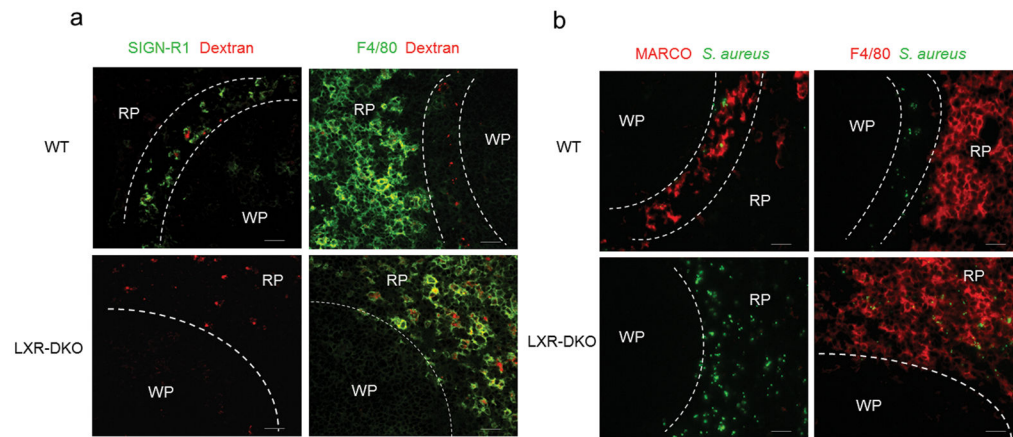 a
b
SIGN-R1 Dextran
F4/80 Dextran
MARCO S. aureus
F4/80 S. aureus
WT
RP
WP
RP
WP
WT
WP
RP
WP
RP
LXR-DKO
RP
WP
RP
WP
LXR-DKO
WP
RP
RP
WP